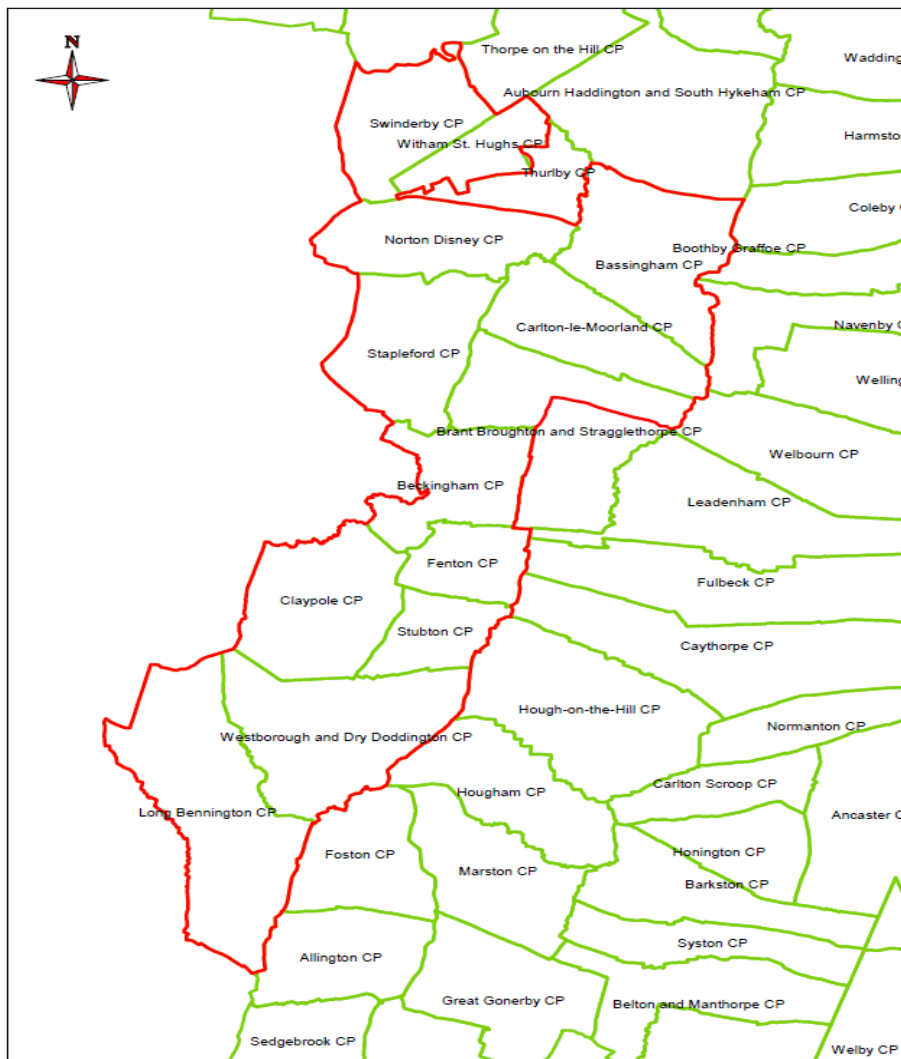 N
Thorpe on the Hill CP
Wadding
Aubourn Haddington and South Hykeham CP
Swinderby CP
Harmsto
Witham St. Hughs CP
Thurlby CP
Coleby C
Norton Disney CP
Boothby Graffoe CP
Bassingham CP
Navenby C
Carlton-le-Moorland CP
Stapleford CP
Welling
Brant Broughton and Stragglethorpe CP
Welbourn CP
Beckingham CP
Leadenham CP
Fenton CP
Fulbeck CP
Claypole CP
Stubton CP
Caythorpe CP
Hough-on-the-Hill CP
Normanton CP
Westborough and Dry Doddington CP
Carlton Scroop CP
Hougham CP
Long Bennington CP
Ancaster C
Foston CP
Honington CP
Marston CP
Barkston CP
Syston CP
Allington CP
Great Gonerby CP
Belton and Manthorpe CP
Sedgebrook CP
Welby CP